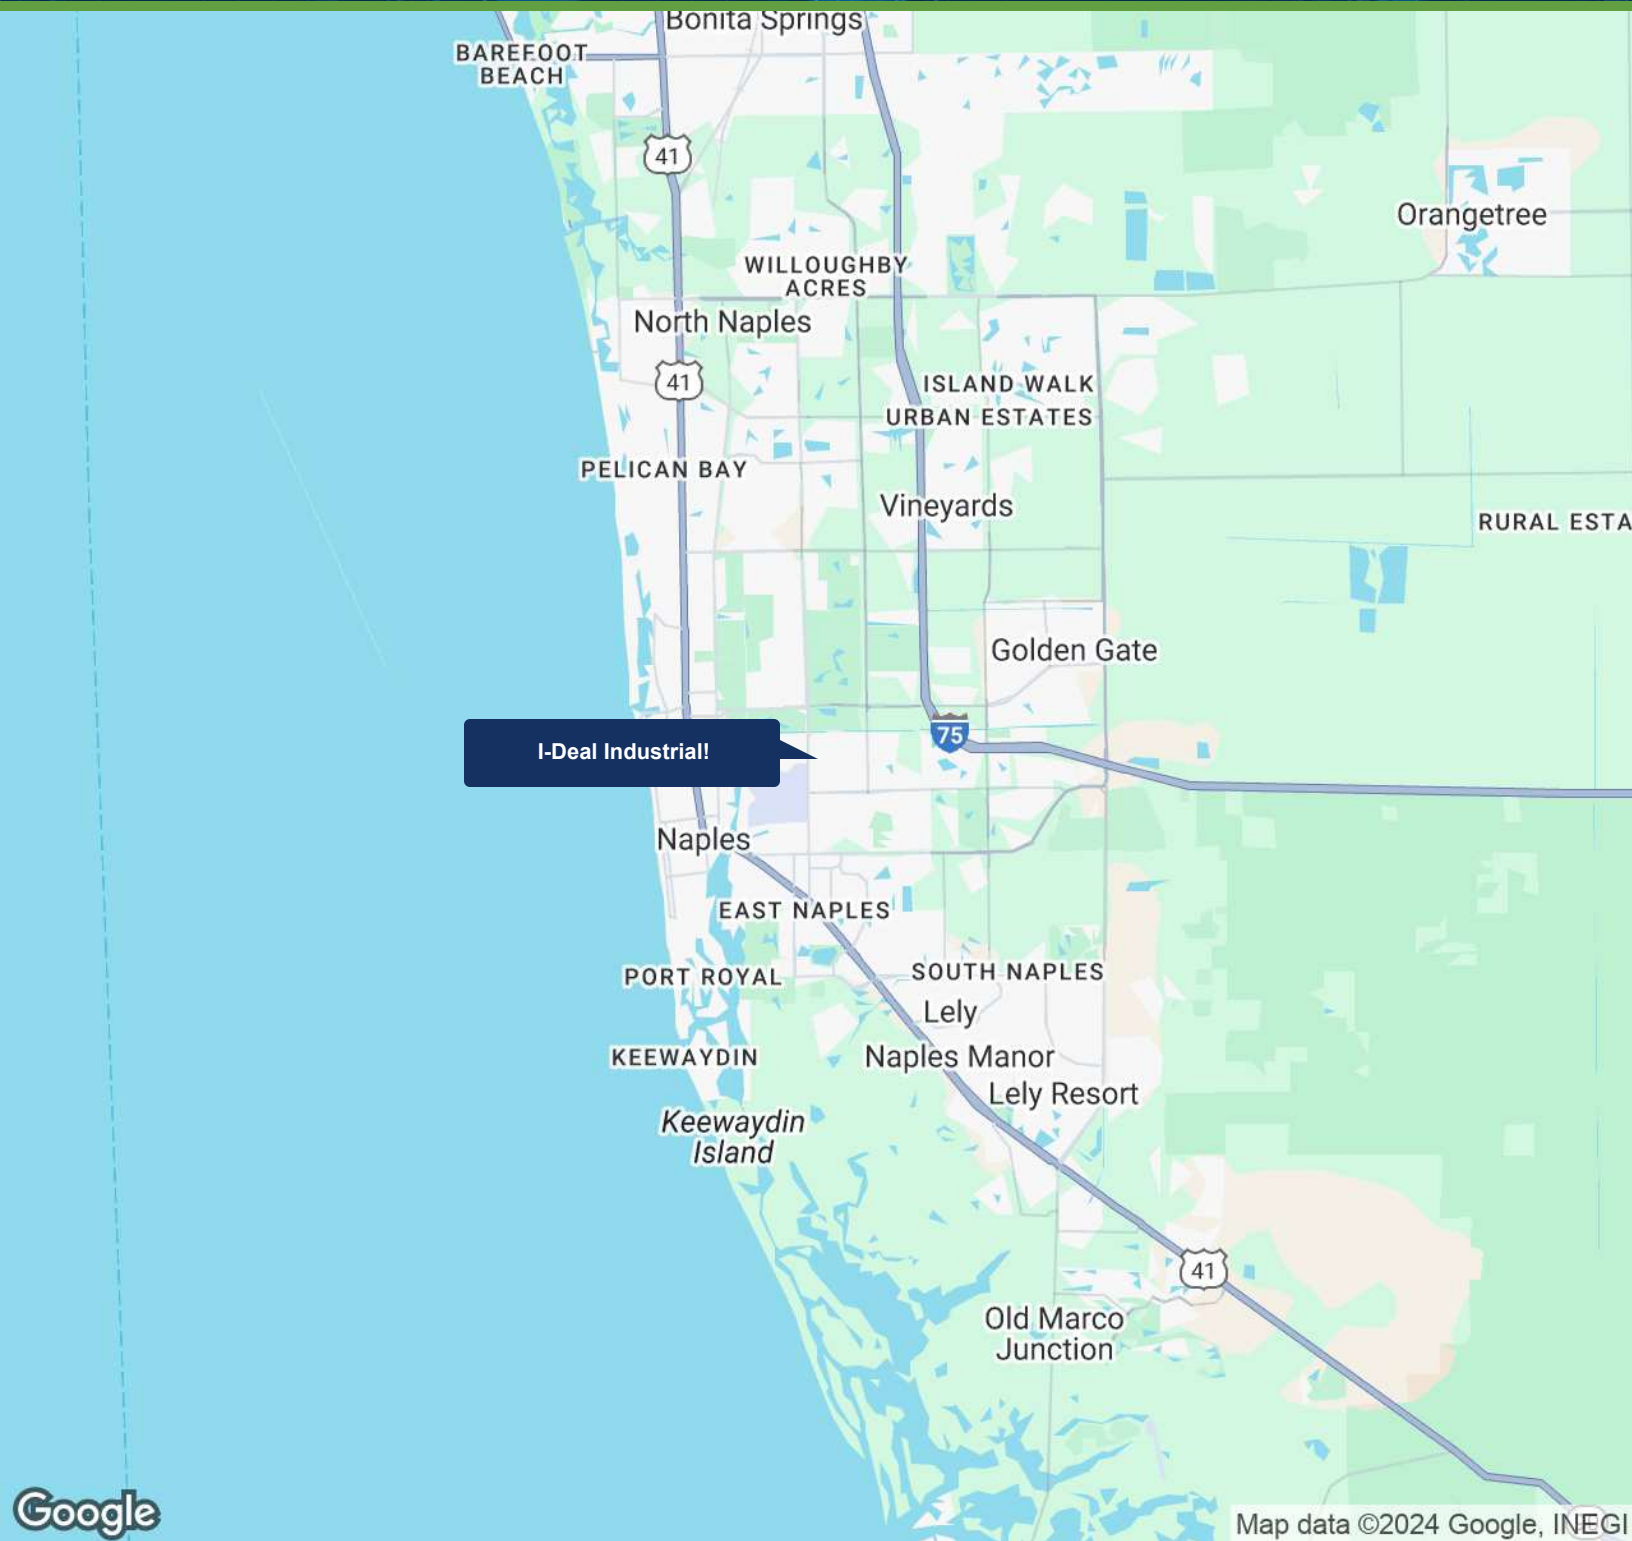 Bonita Springs
BAREFOOT
BEACH
41
Orangetree
WILLOUGHBY
ACRES
North Naples
41
ISLAND WALK
URBAN ESTATES
PELICAN BAY
Vineyards
RURAL ESTA
Golden Gate
75
I-Deal Industrial!
Naples
EAST NAPLES
PORT ROYAL
SOUTH NAPLES
Lely
KEEWAYDIN
Naples Manor
Lely Resort
Keewaydin
Island
41
Old Marco
Junction
Google
Map data ©2024 Google, INEGI